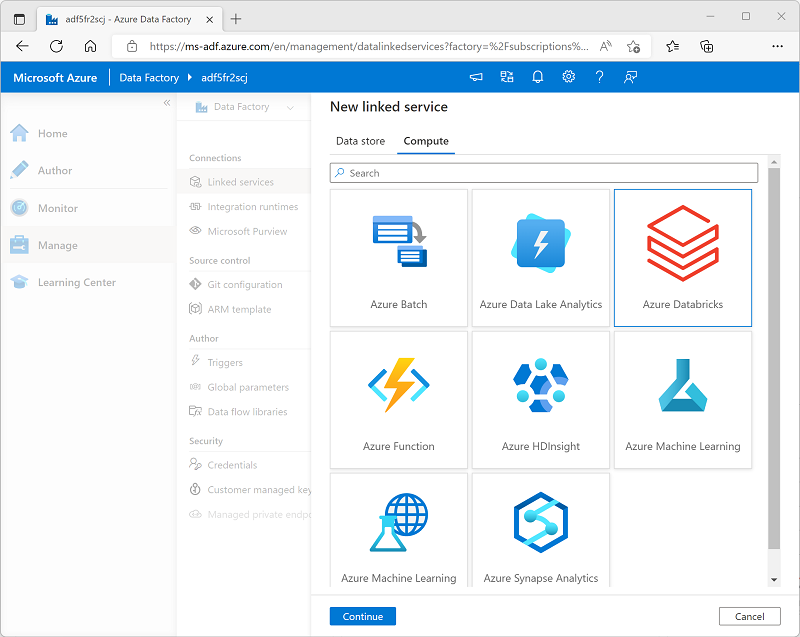 adf5fr2scj - Azure Data Factory
https://ms-adf.azure.com/en/management/datalinkedservices?factory=%2Fsubscriptions%...
Microsoft Azure
Data Factory
adf5fr2scj
Home
Author
Monitor
Manage
Learning Center
Data Factory
Connections
Linked services
Integration runtimes
Microsoft Purview
Source control
Git configuration
ARM template
Author
Triggers
Global parameters
Data flow libraries
Security
Credentials
Customer managed key
Managed private endpo
New linked service
Data store
Compute
Search
Azure Batch
Azure Data Lake Analytics
Azure Databricks
Azure Function
Azure HDInsight
Azure Machine Learning
Azure Machine Learning
Azure Synapse Analytics
Continue
Cancel